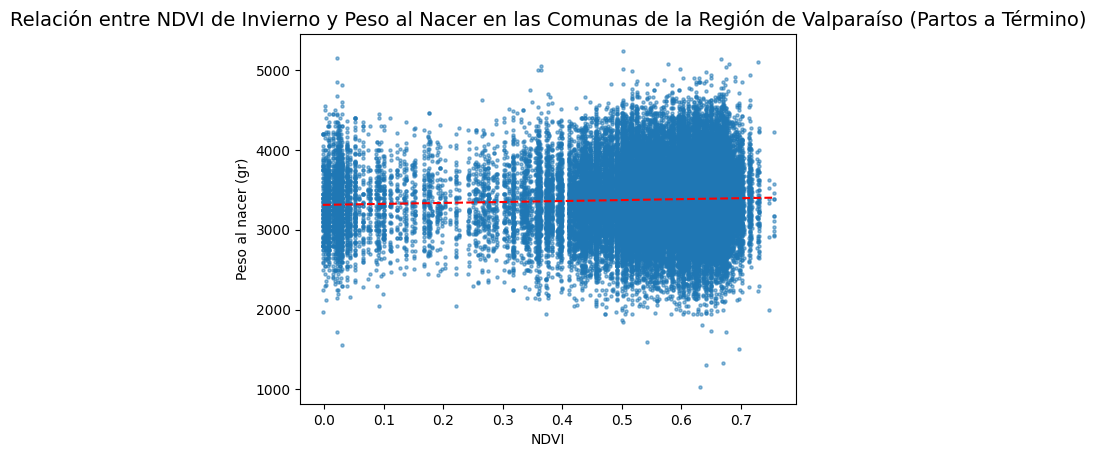 Relación entre NDVI de Invierno y Peso al Nacer en las Comunas de la Región de Valparaíso (Partos a Término)
Peso al nacer (gr)
5000
4000
3000
2000
1000
0.0 0.1 0.2 0.3 0.4 0.5 0.6 0.7
NDVI